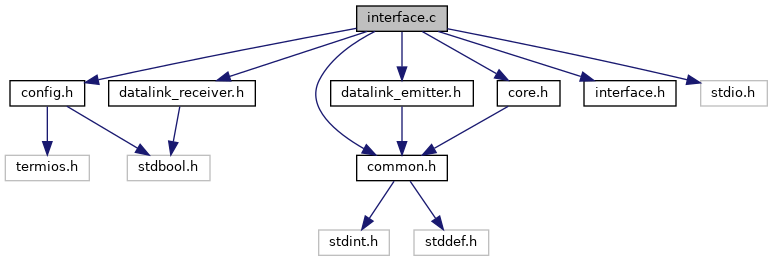 interface.c
config.h
datalink_receiver.h
datalink_emitter.h
core.h
interface.h
stdio.h
termios.h
stdbool.h
common.h
stdint.h
stddef.h